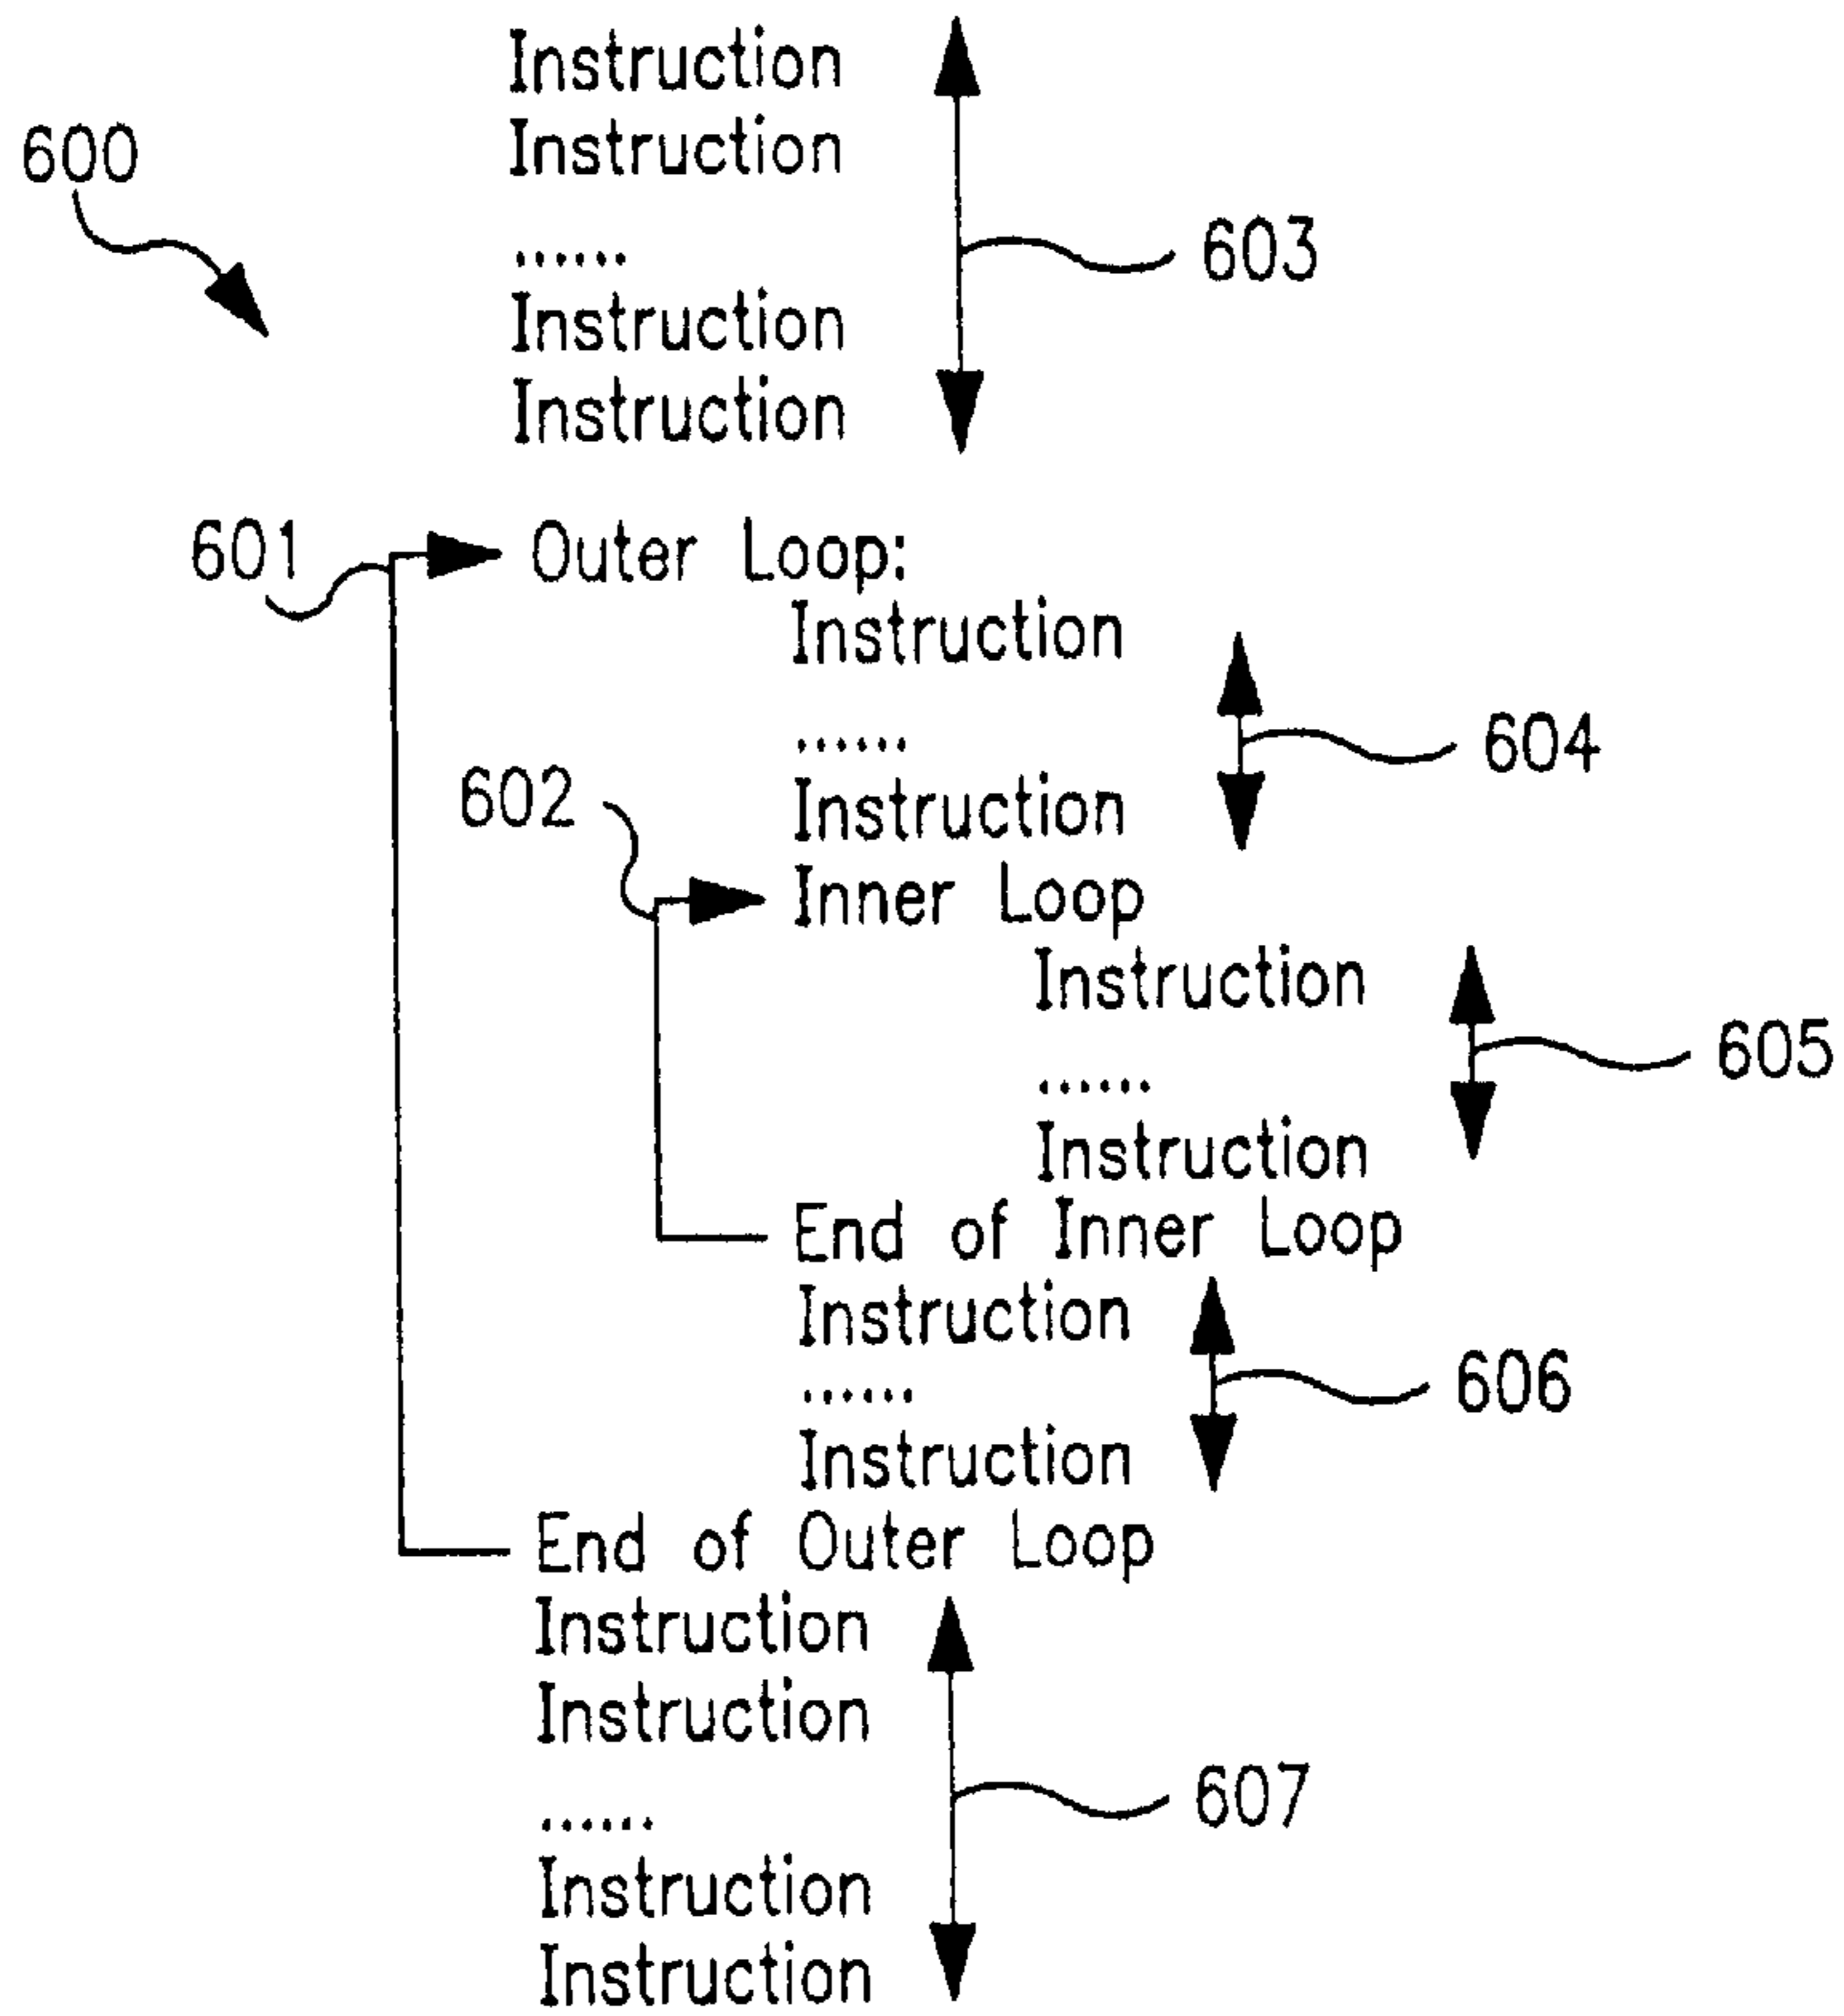 Instruction
600 Instruction
...... 603
Instruction
Instruction
601 Outer Loop:
Instruction
...... 604
602 Instruction
Inner Loop
Instruction
...... 605
Instruction
End of Inner Loop
Instruction
...... 606
Instruction
End of Outer Loop
Instruction
Instruction
...... 607
Instruction
Instruction